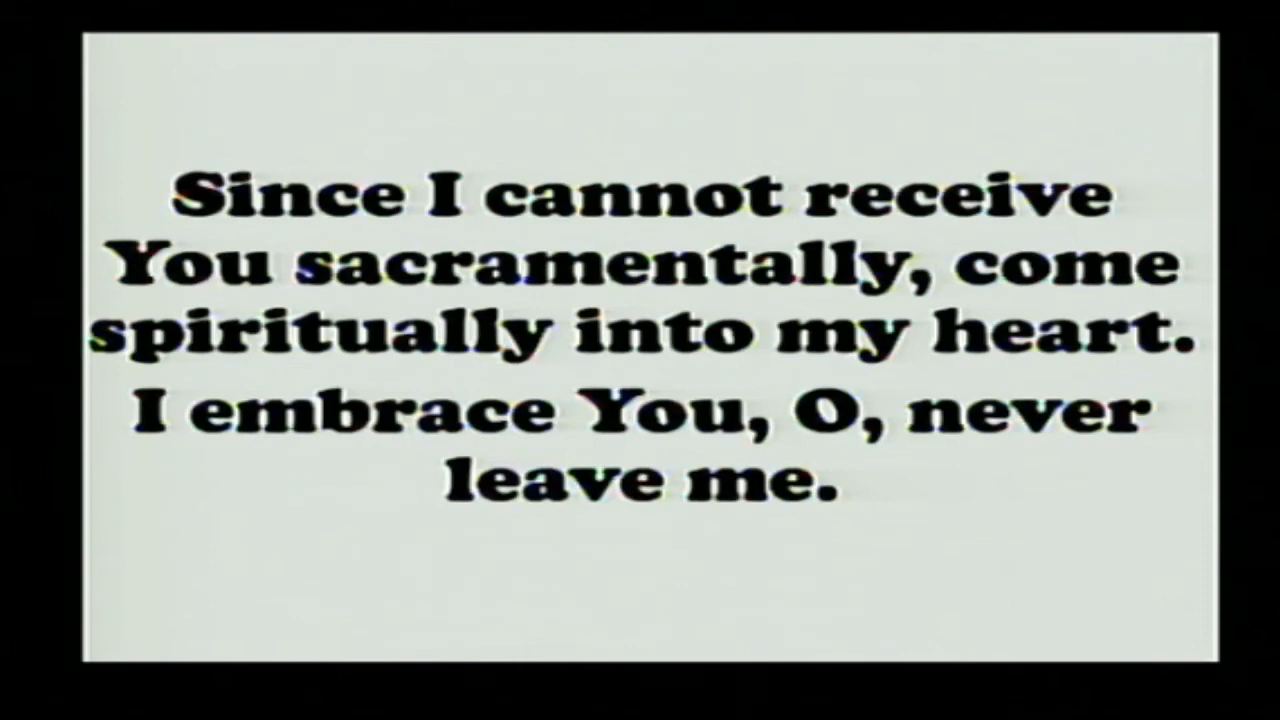 Since I cannot receive
You sacramentally, come
spiritually into my heart.
I embrace You, O, never
leave me.